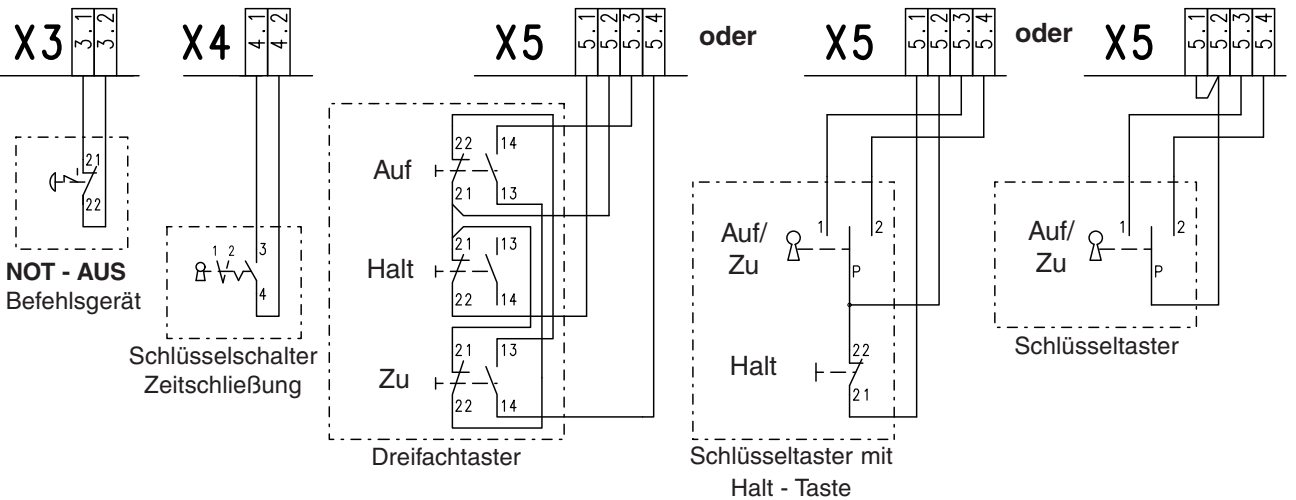 X3 3.1 3.2
X4 4.1 4.2
X5 5.1 5.2 5.3 5.4
oder
X5 5.1 5.2 5.3 5.4
oder
X5 5.1 5.2 5.3 5.4
21
22
NOT - AUS
Befehlsgerät
1 2 3
4
Schlüsselschalter
Zeitschließung
22 14
Auf
21 13
21 13
Halt
22 14
21 13
Zu
22 14
Dreifachtaster
1 2
Auf/
Zu
P
22
Halt
21
Schlüsseltaster mit
Halt - Taste
1 2
Auf/
Zu
P
Schlüsseltaster